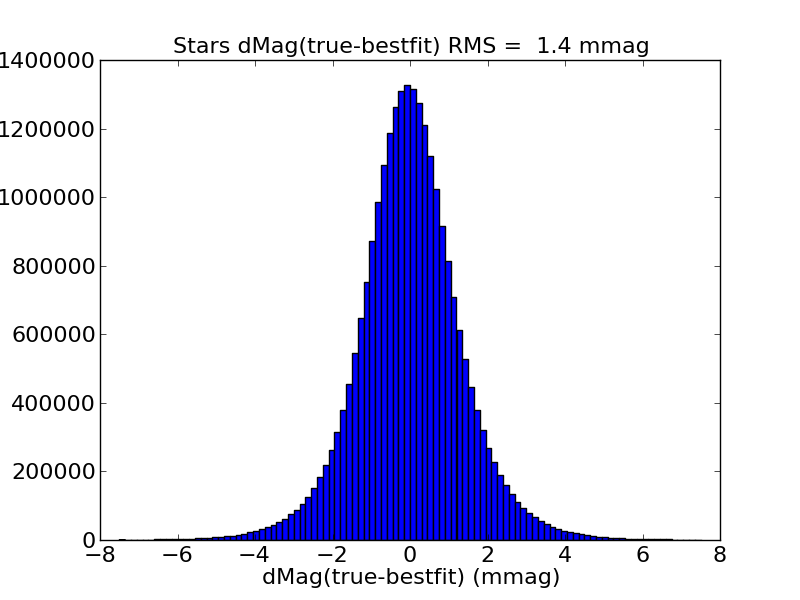 Stars dMag(true-bestfit) RMS =  1.4 mmag
1400000
1200000
1000000
800000
600000
400000
200000
0
−8 −6 −4 −2 0 2 4 6 8
dMag(true-bestfit) (mmag)